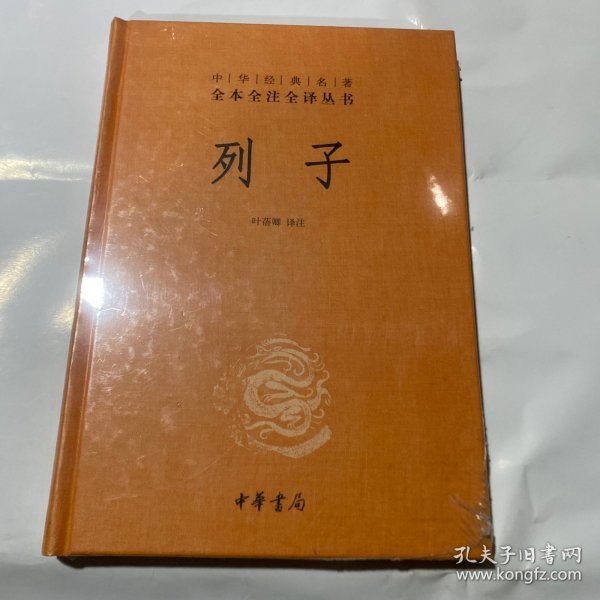 中|华|经|典|名|著
全本全注全译丛书
列子
叶蓓卿 译注
中華書局
孔夫子旧书网
www.kongfz.com